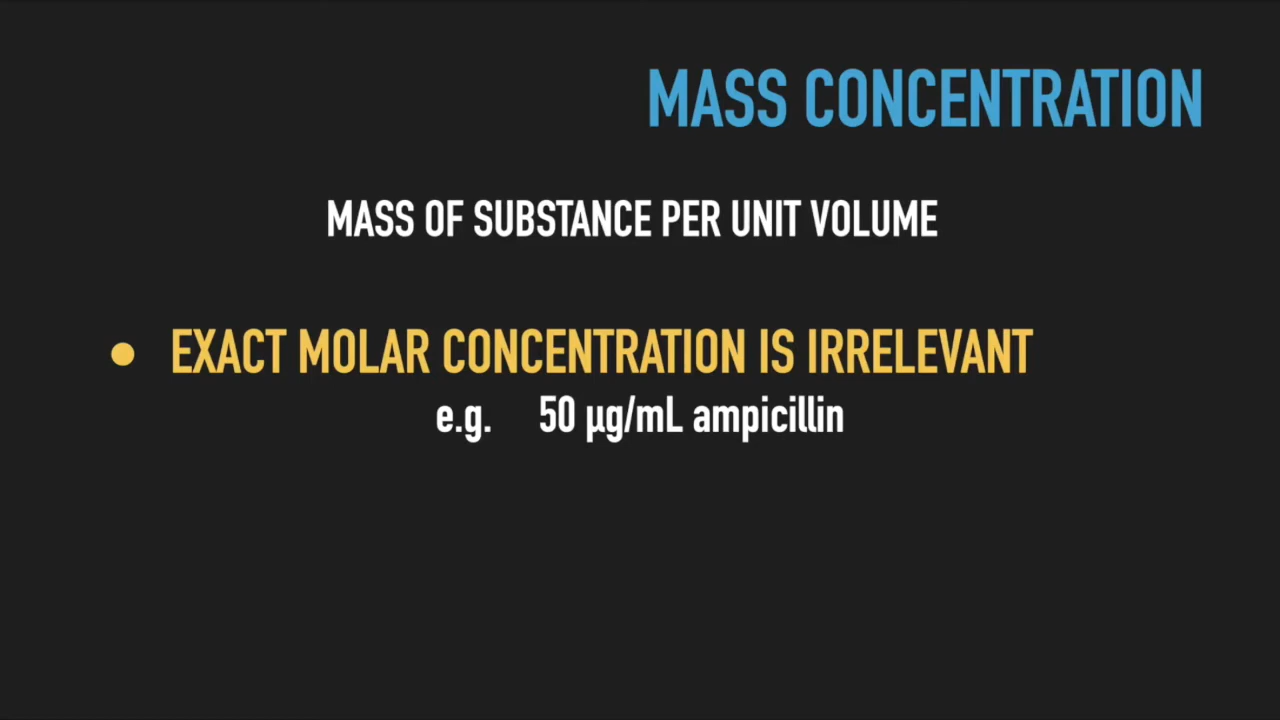 MASS CONCENTRATION
MASS OF SUBSTANCE PER UNIT VOLUME
• EXACT MOLAR CONCENTRATION IS IRRELEVANT
e.g. 50 µg/mL ampicillin